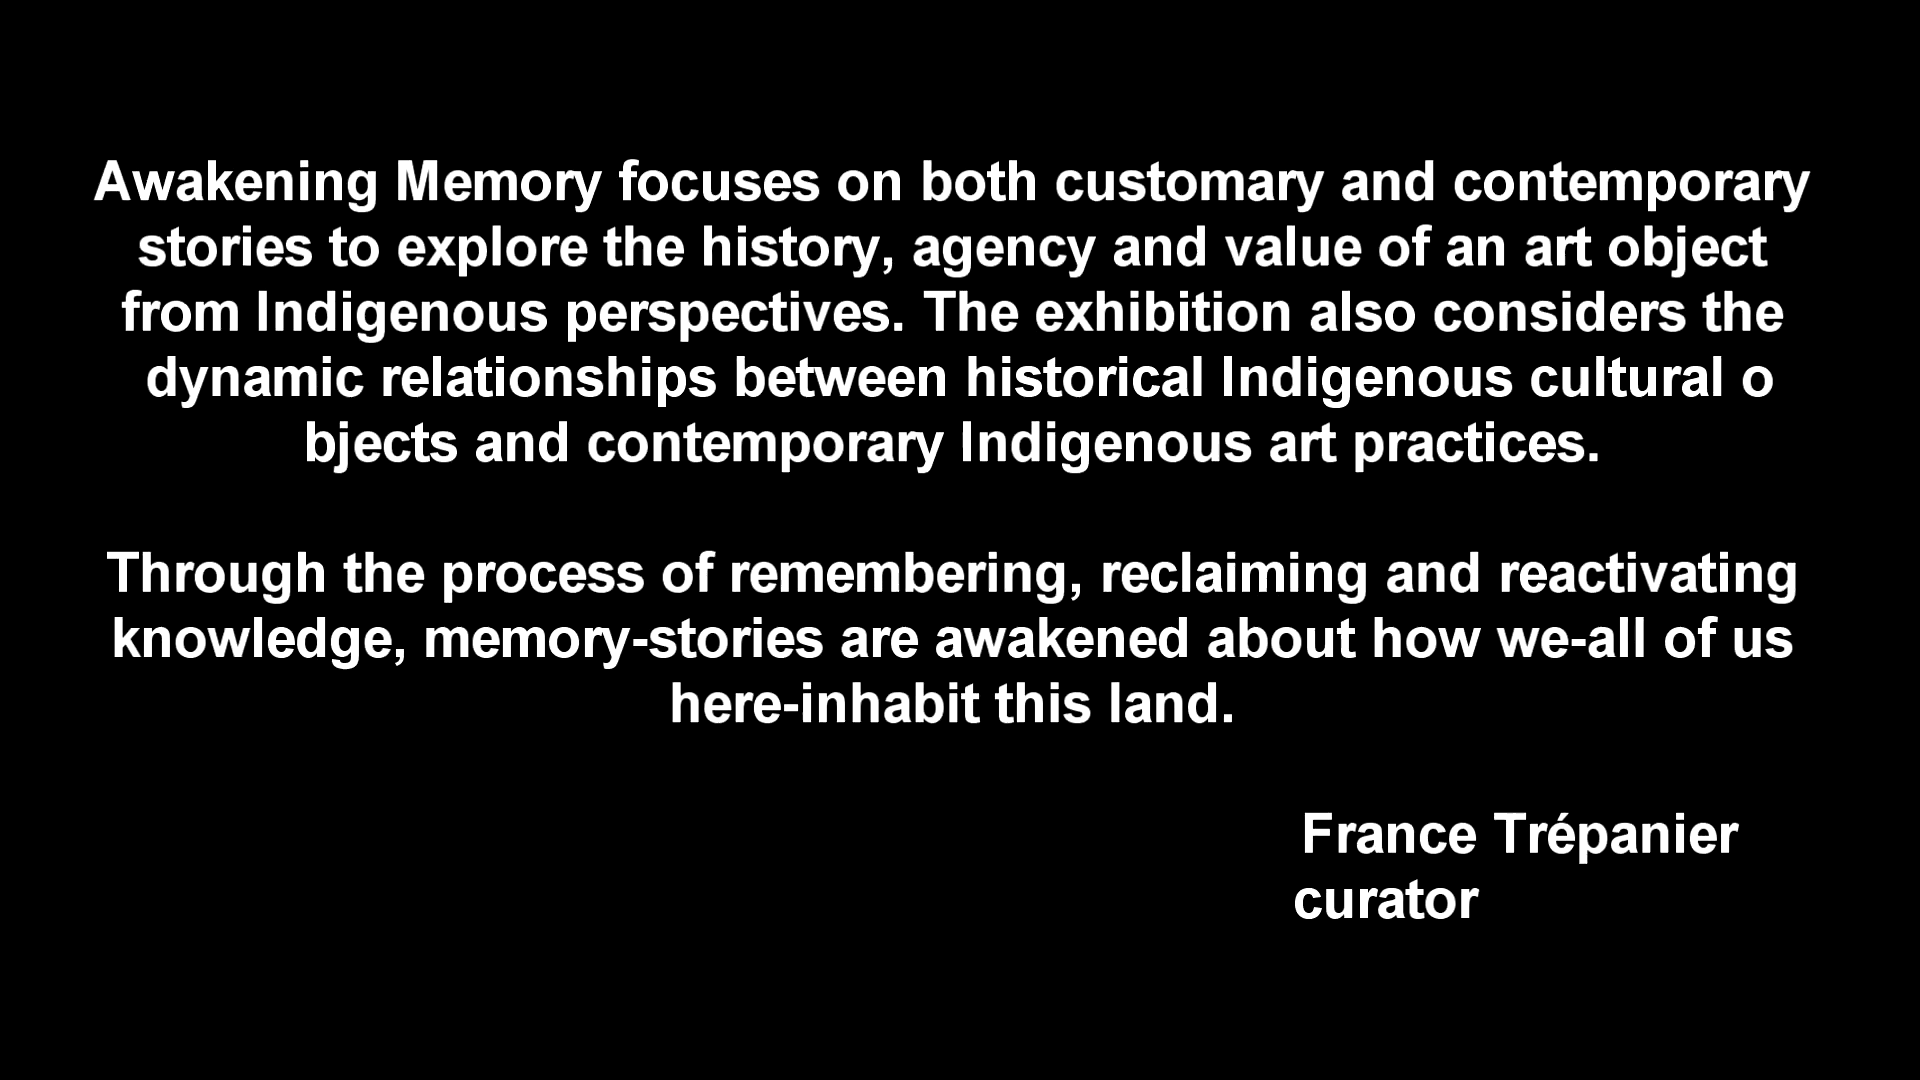 Awakening Memory focuses on both customary and contemporary
stories to explore the history, agency and value of an art object
from Indigenous perspectives. The exhibition also considers the
dynamic relationships between historical Indigenous cultural o
bjects and contemporary Indigenous art practices.
Through the process of remembering, reclaiming and reactivating
knowledge, memory-stories are awakened about how we-all of us
here-inhabit this land.
France Trépanier
curator